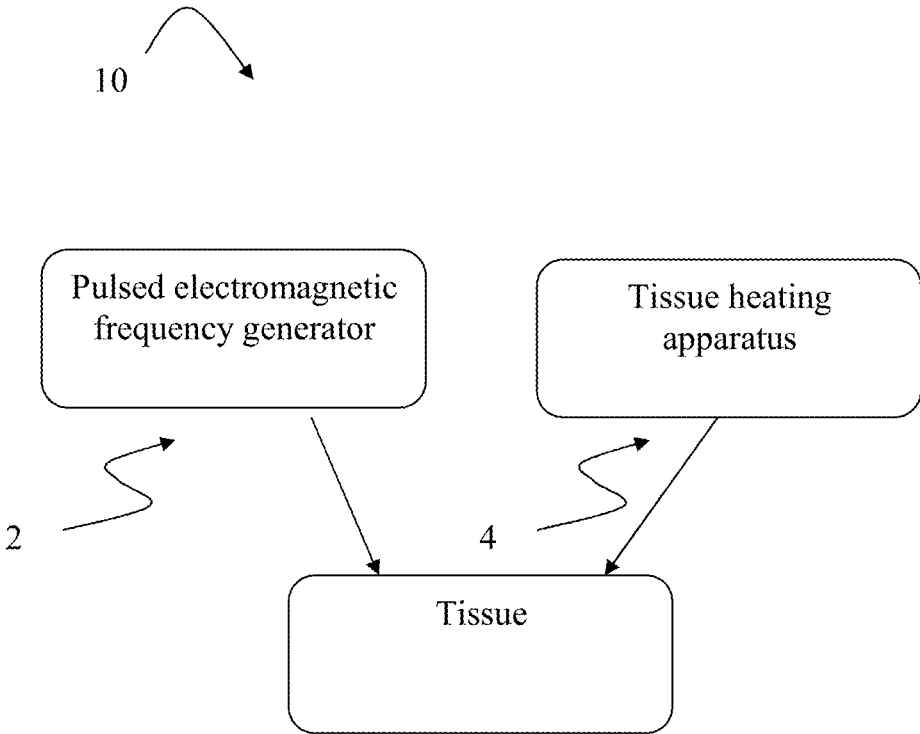 10
Pulsed electromagnetic
frequency generator
Tissue heating
apparatus
2
4
Tissue